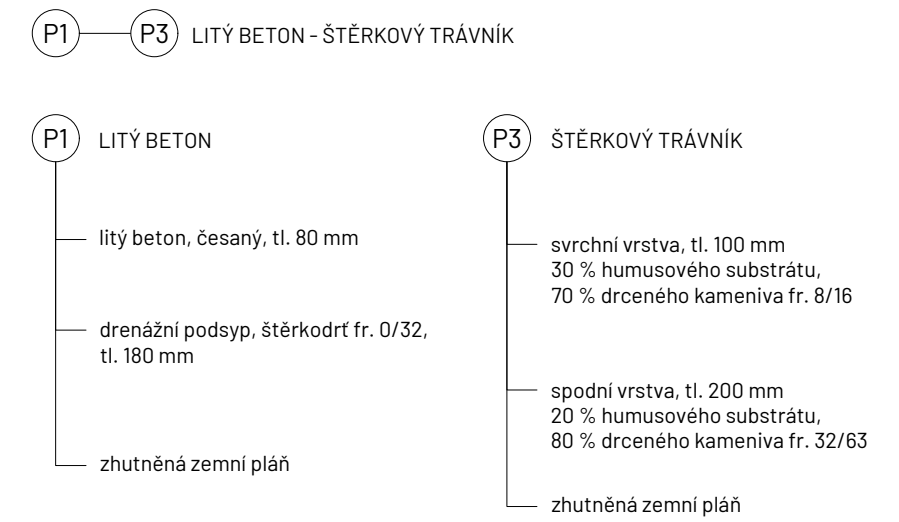 P1 P3 LITÝ BETON - ŠTĚRKOVÝ TRÁVNÍK
P1 LITÝ BETON
litý beton, česaný, tl. 80 mm
drenážní podsyp, štěrkodrť fr. 0/32,
tl. 180 mm
zhutněná zemní pláň
P3 ŠTĚRKOVÝ TRÁVNÍK
svrchní vrstva, tl. 100 mm
30 % humusového substrátu,
70 % drceného kameniva fr. 8/16
spodní vrstva, tl. 200 mm
20 % humusového substrátu,
80 % drceného kameniva fr. 32/63
zhutněná zemní pláň